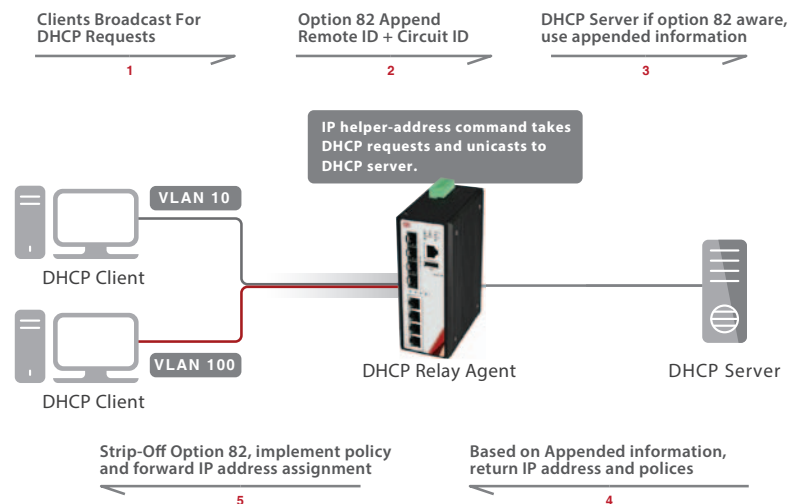 Clients Broadcast For
DHCP Requests
1
Option 82 Append
Remote ID + Circuit ID
2
DHCP Server if option 82 aware,
use appended information
3
IP helper-address command takes
DHCP requests and unicasts to
DHCP server.
VLAN 10
DHCP Client
VLAN 100
DHCP Client
DHCP Relay Agent
DHCP Server
Strip-Off Option 82, implement policy
and forward IP address assignment
5
Based on Appended information,
return IP address and polices
4